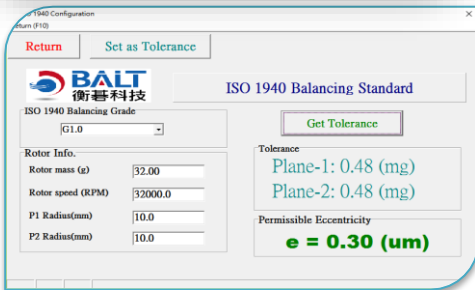 1940 Configuration
Return (F10)
Return
Set as Tolerance
BALT
衡碁科技
ISO 1940 Balancing Standard
ISO 1940 Balancing Grade
G1.0
Get Tolerance
Rotor Info.
Rotor mass (g)
32.00
Rotor speed (RPM)
32000.0
P1 Radius(mm)
10.0
P2 Radius(mm)
10.0
Tolerance
Plane-1: 0.48 (mg)
Plane-2: 0.48 (mg)
Permissible Eccentricity
e = 0.30 (um)